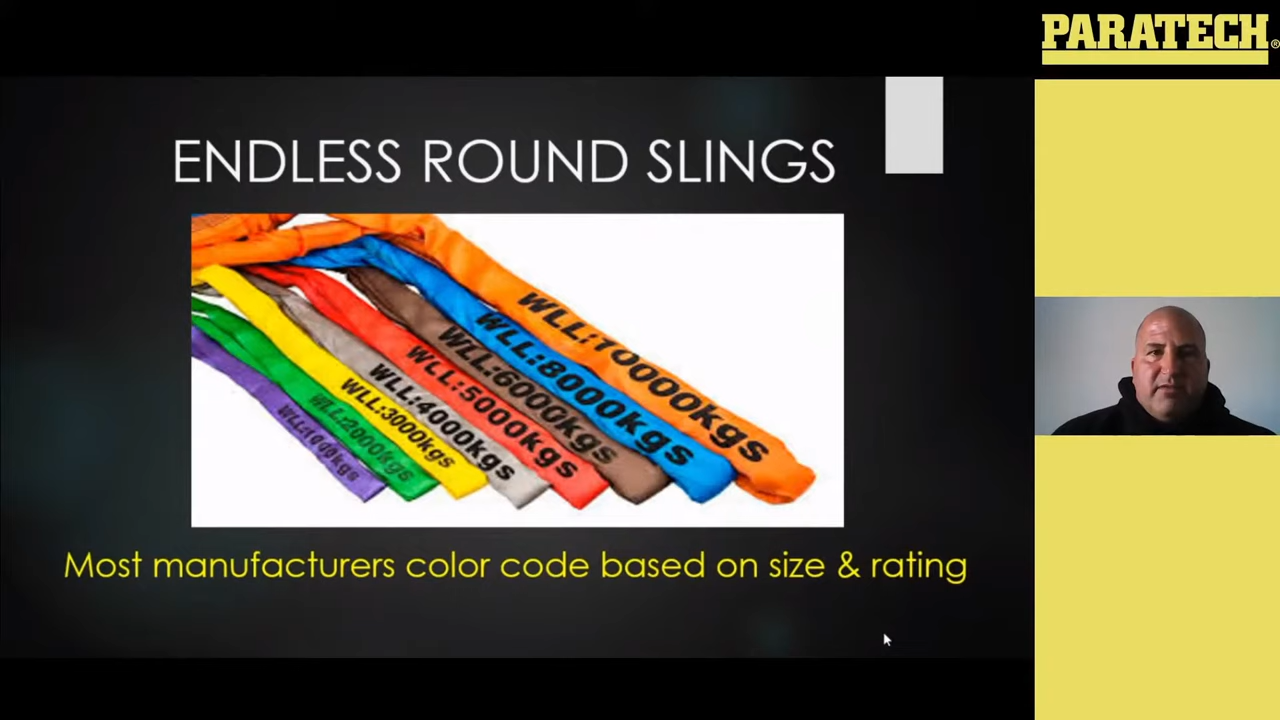 PARATECH®
ENDLESS ROUND SLINGS
WLL:10000kgs
WLL:8000kgs
WLL:6000kgs
WLL:5000kgs
WLL:4000kgs
WLL:3000kgs
WLL:2000kgs
WLL:1000kgs
Most manufacturers color code based on size & rating